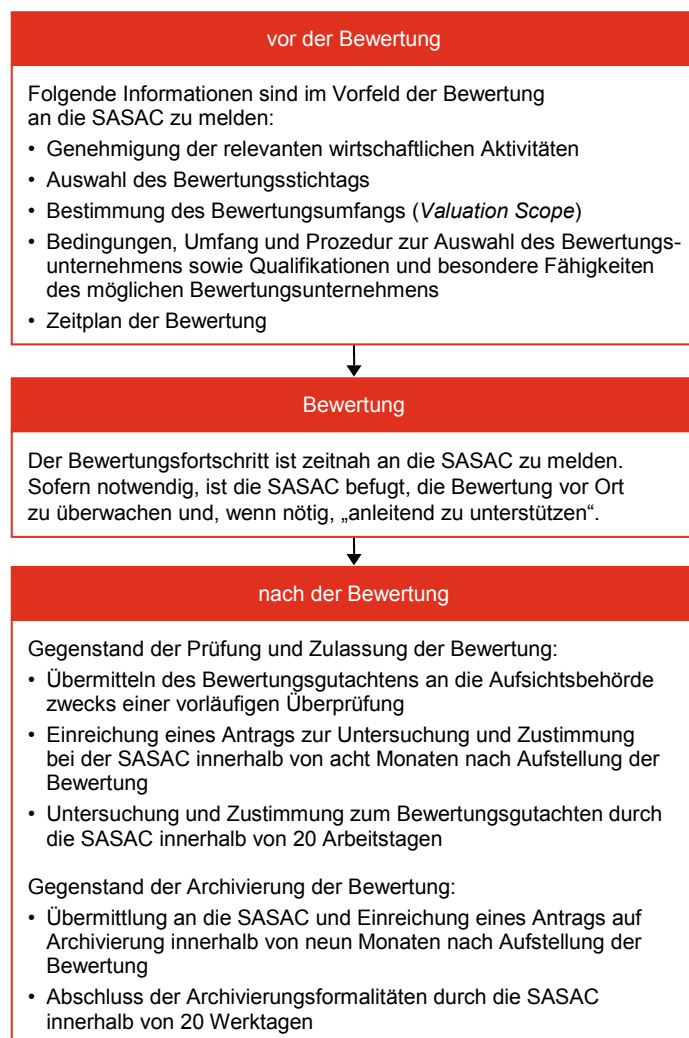 vor der Bewertung
Folgende Informationen sind im Vorfeld der Bewertung
an die SASAC zu melden:
• Genehmigung der relevanten wirtschaftlichen Aktivitäten
• Auswahl des Bewertungsstichtags
• Bestimmung des Bewertungsumfangs (Valuation Scope)
• Bedingungen, Umfang und Prozedur zur Auswahl des Bewertungs-
unternehmens sowie Qualifikationen und besondere Fähigkeiten
des möglichen Bewertungsunternehmens
• Zeitplan der Bewertung
Bewertung
Der Bewertungsfortschritt ist zeitnah an die SASAC zu melden.
Sofern notwendig, ist die SASAC befugt, die Bewertung vor Ort
zu überwachen und, wenn nötig, „anleitend zu unterstützen“.
nach der Bewertung
Gegenstand der Prüfung und Zulassung der Bewertung:
• Übermitteln des Bewertungsgutachtens an die Aufsichtsbehörde
zwecks einer vorläufigen Überprüfung
• Einreichung eines Antrags zur Untersuchung und Zustimmung
bei der SASAC innerhalb von acht Monaten nach Aufstellung der
Bewertung
• Untersuchung und Zustimmung zum Bewertungsgutachten durch
die SASAC innerhalb von 20 Arbeitstagen
Gegenstand der Archivierung der Bewertung:
• Übermittlung an die SASAC und Einreichung eines Antrags auf
Archivierung innerhalb von neun Monaten nach Aufstellung der
Bewertung
• Abschluss der Archivierungsformalitäten durch die SASAC
innerhalb von 20 Werktagen